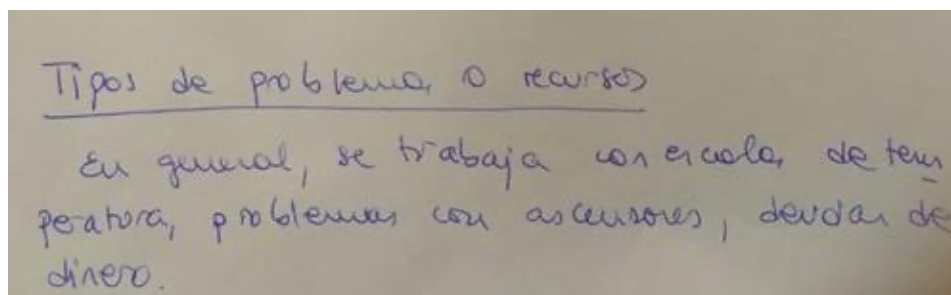 Tipos de problema o recursos
En general, se trabaja con escala de tem
peratura, problemas con ascensores, deudas de
dinero.